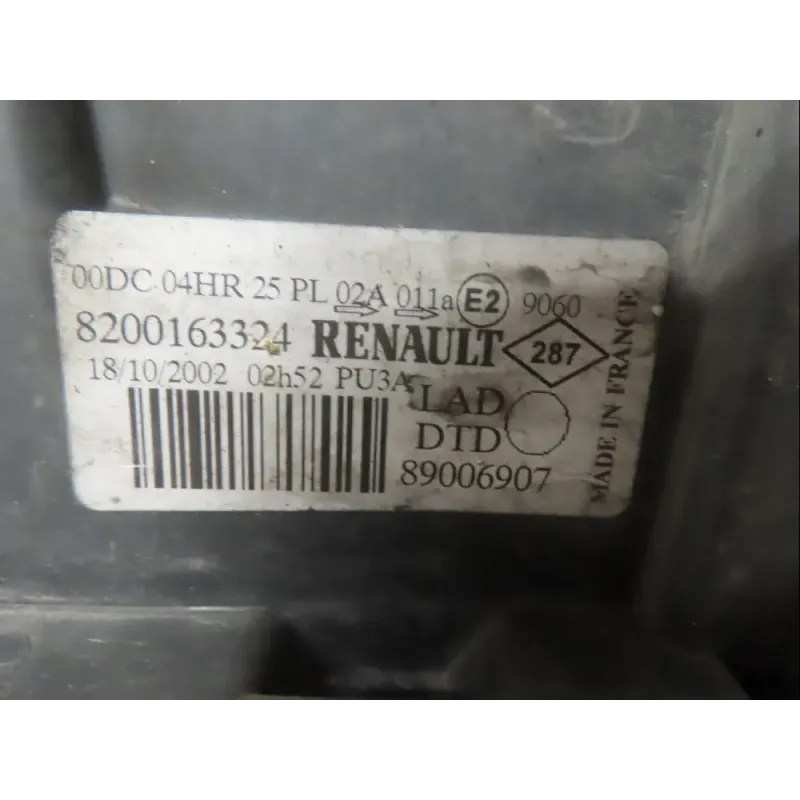 00DC 04HR 25 PL 02A 011a E2 9060
8200163324 RENAULT 287
18/10/2002 02h52 PU3A
LAD
DTD
89006907
MADE IN FRANCE